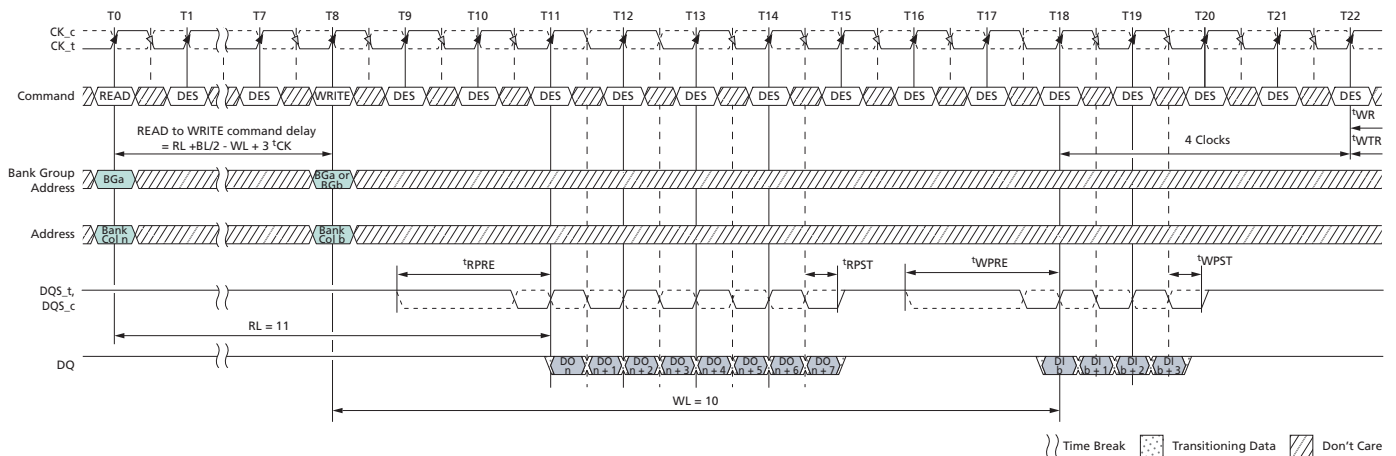 T0 T1 T7 T8 T9 T10 T11 T12 T13 T14 T15 T16 T17 T18 T19 T20 T21 T22
CK_c
CK_t
Command READ DES DES WRITE DES DES DES DES DES DES DES DES DES DES DES DES DES DES
READ to WRITE command delay
= RL +BL/2 - WL + 3 tCK
4 Clocks
tWR
tWTR
Bank Group
Address
BGa
BGa or
BGb
Address
Bank
Col n
Bank
Col b
tRPRE
tRPST
tWPRE
tWPST
DQS_t,
DQS_c
RL = 11
DQ
DO
n
DO
n + 1
DO
n + 2
DO
n + 3
DO
n + 4
DO
n + 5
DO
n + 6
DO
n + 7
DI
b
DI
b + 1
DI
b + 2
DI
b + 3
WL = 10
Time Break Transitioning Data Don't Care